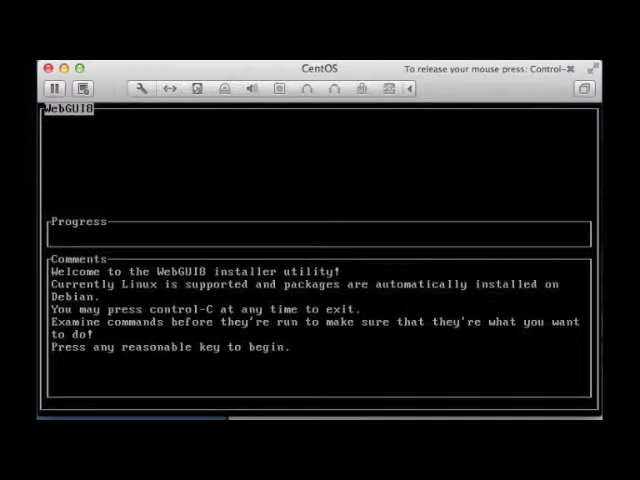 CentOS
To release your mouse press: Control-⌘
WebGUI8
Progress
Comments
Welcome to the WebGUI8 installer utility!
Currently Linux is supported and packages are automatically installed on
Debian.
You may press control-C at any time to exit.
Examine commands before they're run to make sure that they're what you want
to do!
Press any reasonable key to begin.